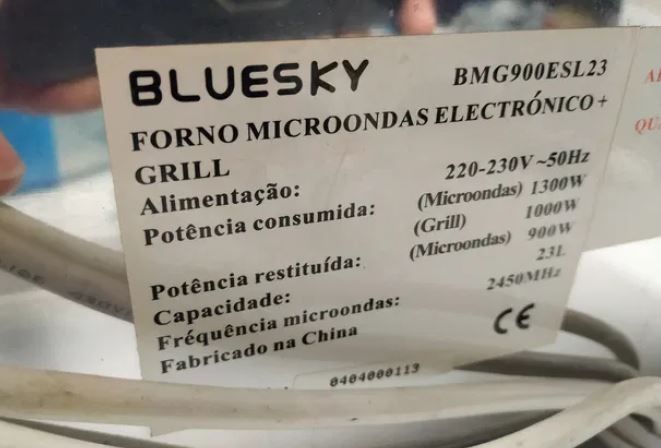 BLUESKY BMG900ESL23
FORNO MICROONDAS ELECTRÓNICO +
GRILL
Alimentação: 220-230V ~50Hz
Potência consumida: (Microondas) 1300W
(Grill) 1000W
Potência restituída: (Microondas) 900W
Capacidade: 23L
Fréquência microondas: 2450MHz
Fabricado na China
CE
0404000113